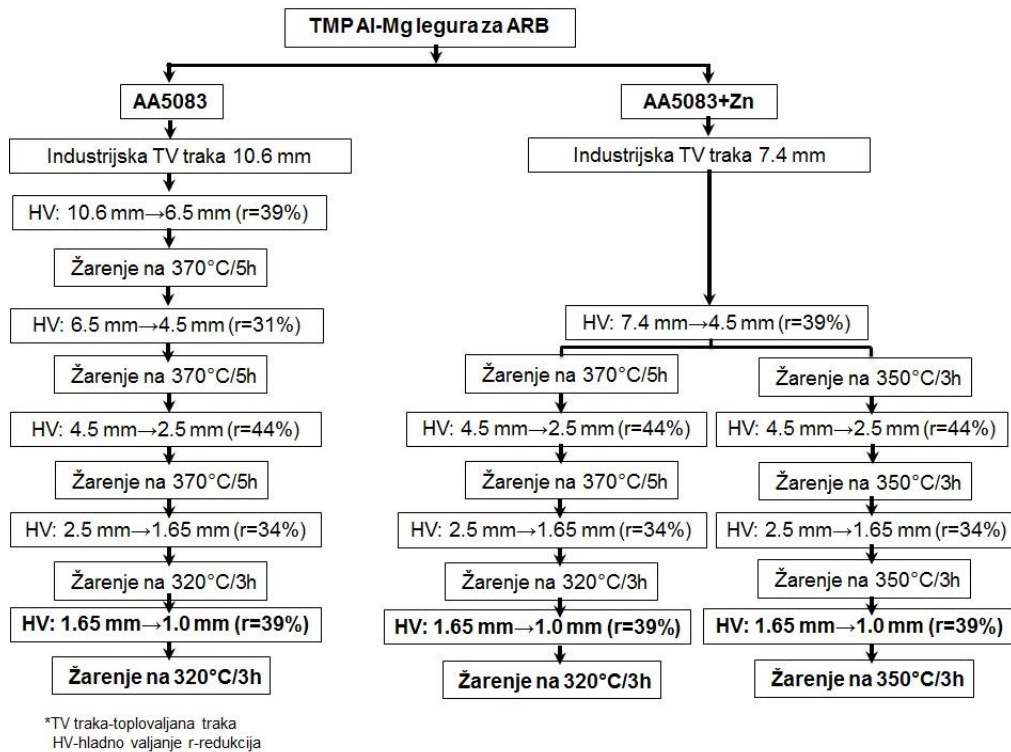 TMP Al-Mg legura za ARB
AA5083
AA5083+Zn
Industrijska TV traka 10.6 mm
Industrijska TV traka 7.4 mm
HV: 10.6 mm→6.5 mm (r=39%)
Žarenje na 370°C/5h
HV: 6.5 mm→4.5 mm (r=31%)
HV: 7.4 mm→4.5 mm (r=39%)
Žarenje na 370°C/5h
Žarenje na 370°C/5h
Žarenje na 350°C/3h
HV: 4.5 mm→2.5 mm (r=44%)
HV: 4.5 mm→2.5 mm (r=44%)
HV: 4.5 mm→2.5 mm (r=44%)
Žarenje na 370°C/5h
Žarenje na 370°C/5h
Žarenje na 350°C/3h
HV: 2.5 mm→1.65 mm (r=34%)
HV: 2.5 mm→1.65 mm (r=34%)
HV: 2.5 mm→1.65 mm (r=34%)
Žarenje na 320°C/3h
Žarenje na 320°C/3h
Žarenje na 350°C/3h
HV: 1.65 mm→1.0 mm (r=39%)
HV: 1.65 mm→1.0 mm (r=39%)
HV: 1.65 mm→1.0 mm (r=39%)
Žarenje na 320°C/3h
Žarenje na 320°C/3h
Žarenje na 350°C/3h
*TV traka-toplovaljana traka
HV-hladno valjanje r-redukcija